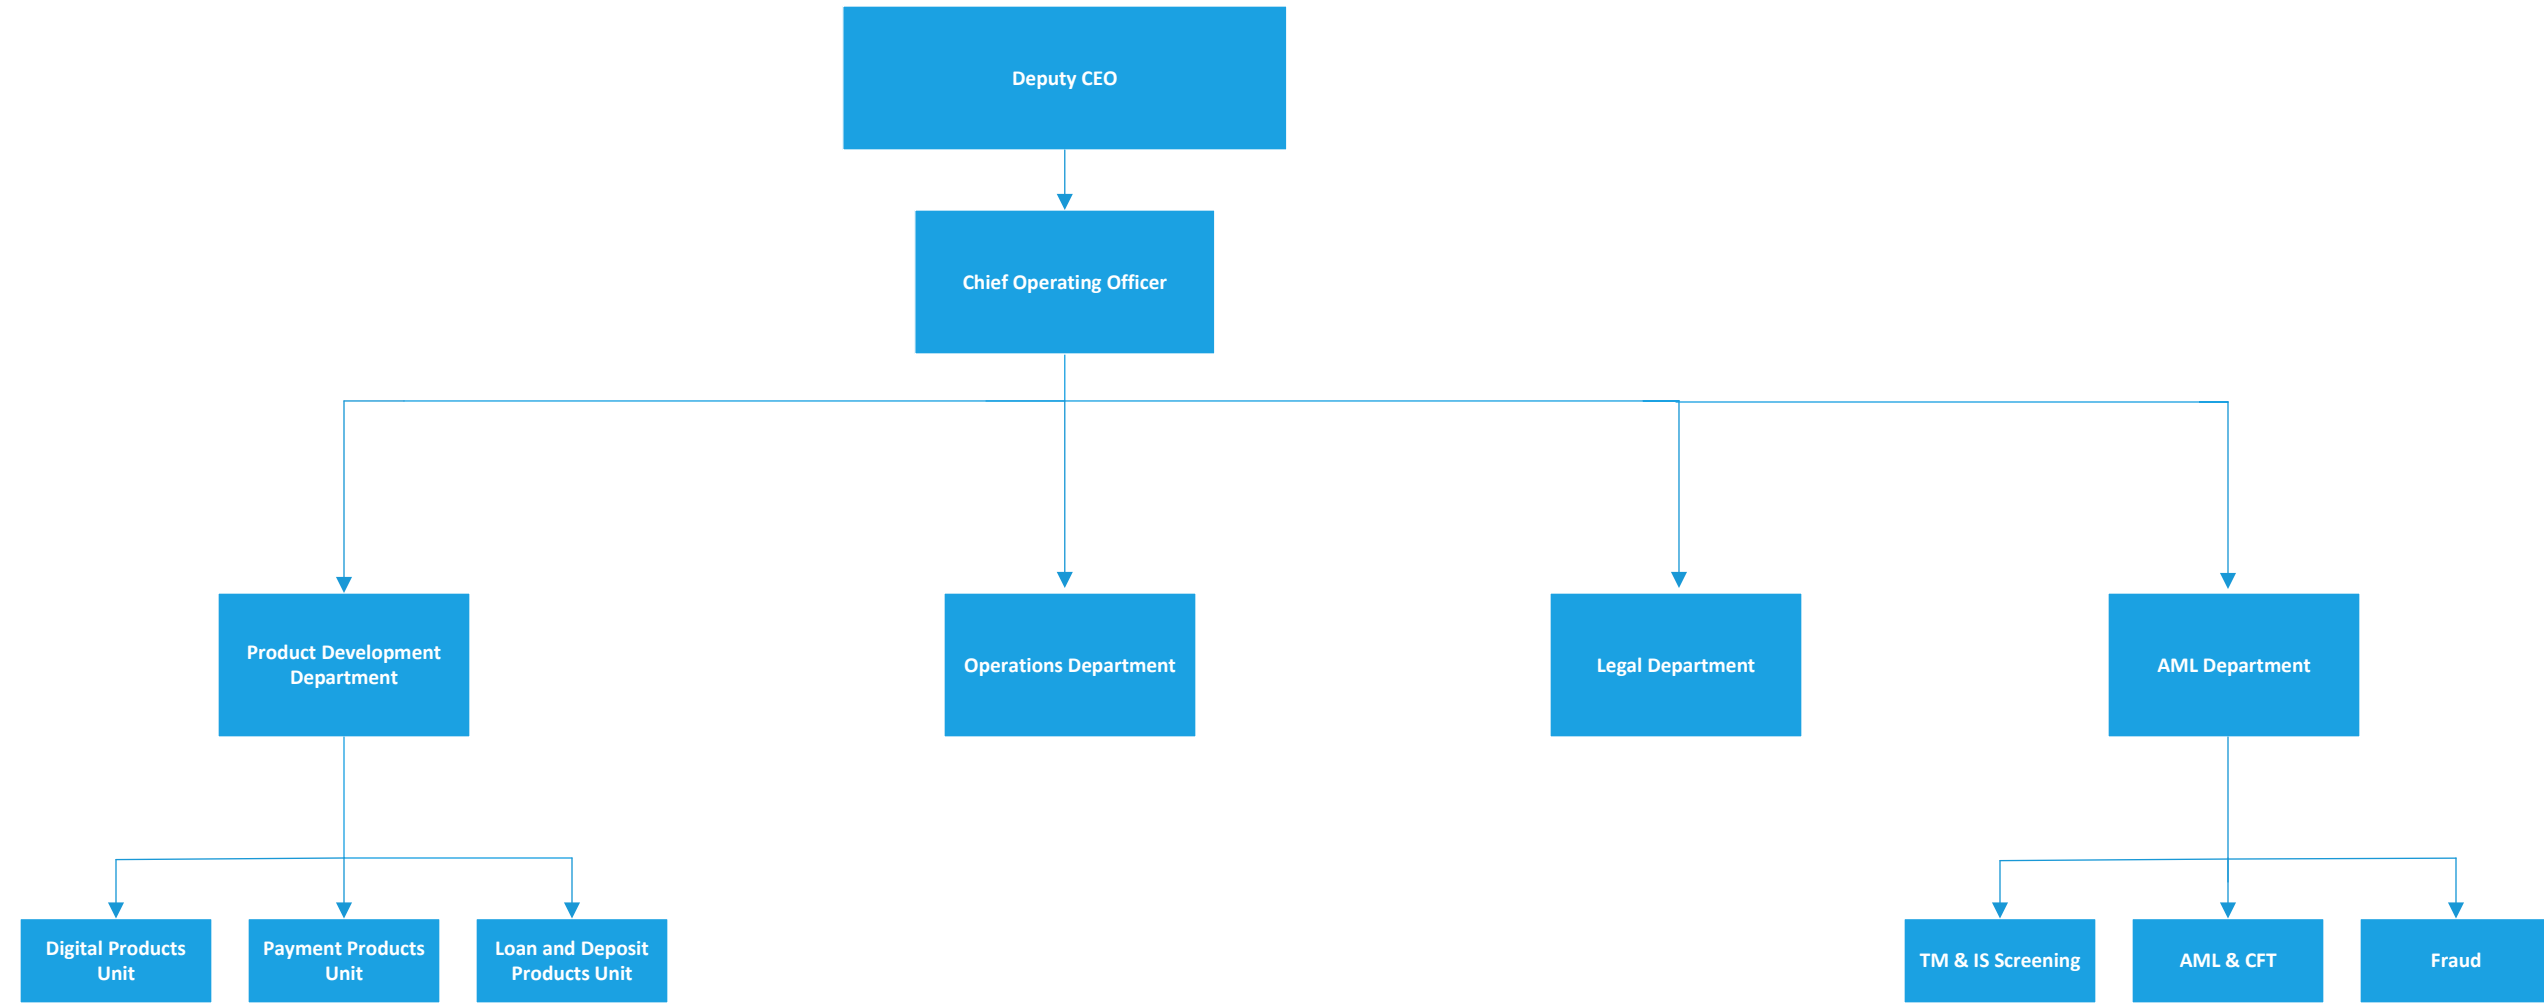 Deputy CEO
Chief Operating Officer
Product Development
Department
Operations Department
Legal Department
AML Department
Digital Products
Unit
Payment Products
Unit
Loan and Deposit
Products Unit
TM & IS Screening
AML & CFT
Fraud